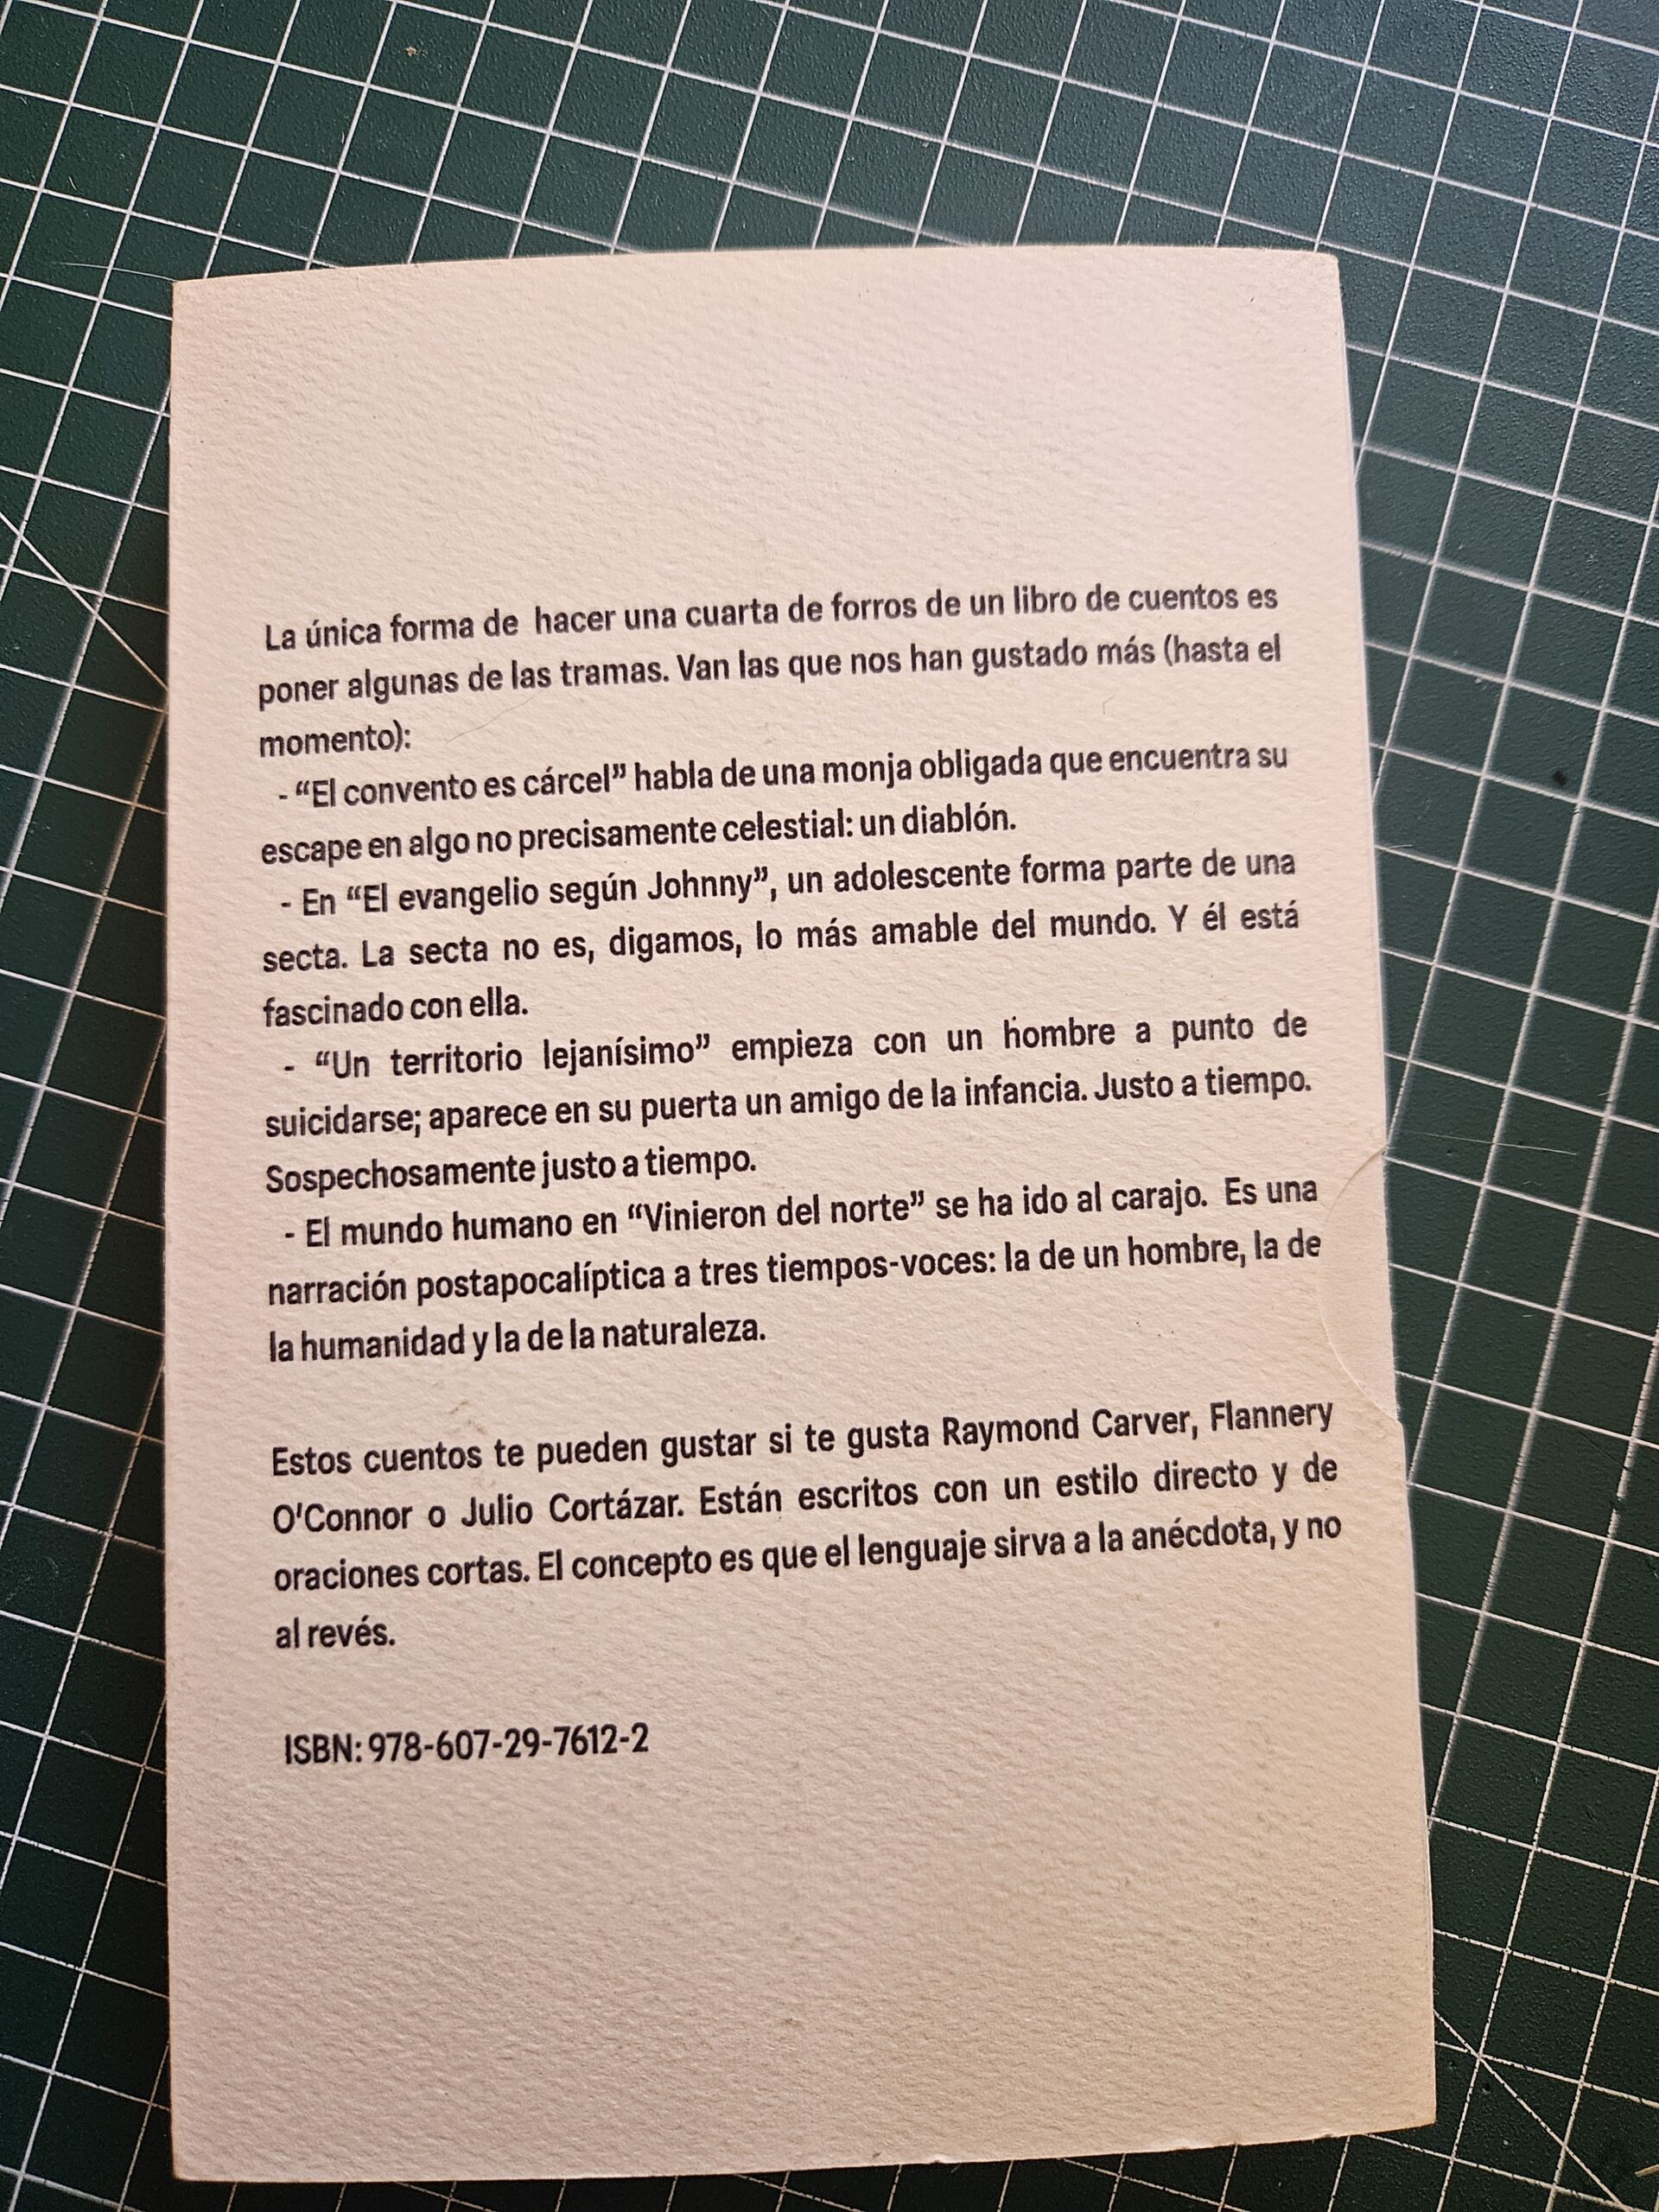 La única forma de  hacer una cuarta de forros de un libro de cuentos es
poner algunas de las tramas. Van las que nos han gustado más (hasta el
momento):
- “El convento es cárcel” habla de una monja obligada que encuentra su
escape en algo no precisamente celestial: un diablón.
- En “El evangelio según Johnny”, un adolescente forma parte de una
secta. La secta no es, digamos, lo más amable del mundo. Y él está
fascinado con ella.
- “Un territorio lejanísimo” empieza con un hombre a punto de
suicidarse; aparece en su puerta un amigo de la infancia. Justo a tiempo.
Sospechosamente justo a tiempo.
- El mundo humano en “Vinieron del norte” se ha ido al carajo.  Es una
narración postapocalíptica a tres tiempos-voces: la de un hombre, la de
la humanidad y la de la naturaleza.
Estos cuentos te pueden gustar si te gusta Raymond Carver, Flannery
O'Connor o Julio Cortázar. Están escritos con un estilo directo y de
oraciones cortas. El concepto es que el lenguaje sirva a la anécdota, y no
al revés.
ISBN: 978-607-29-7612-2